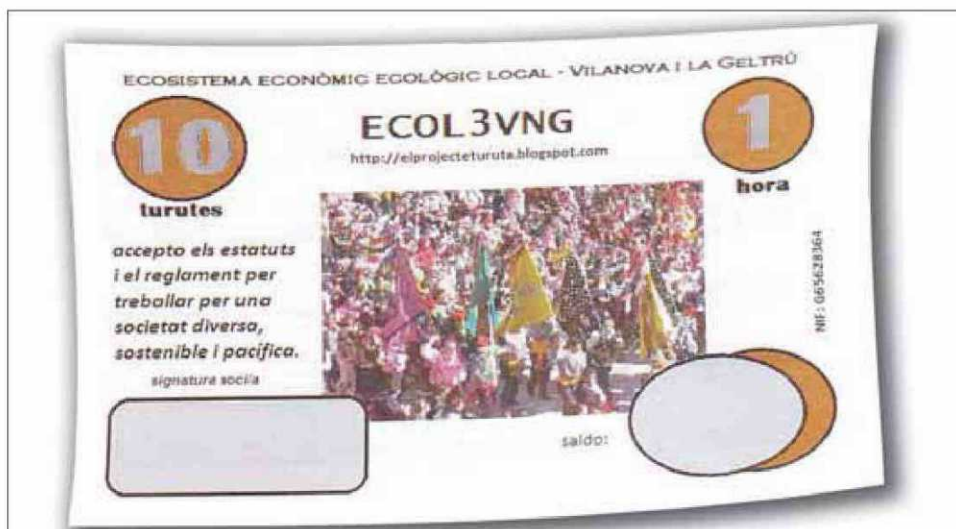 ECOSISTEMA ECONÒMIC ECOLÒGIC LOCAL - VILANOVA I LA GELTRÚ
10
turutes
ECOL3VNG
http://elprojecteturuta.blogspot.com
1
hora
accepto els estatuts
i el reglament per
treballar per una
societat diversa,
sostenible i pacífica.
signatura soci/a
saldo:
NIF: G65628364